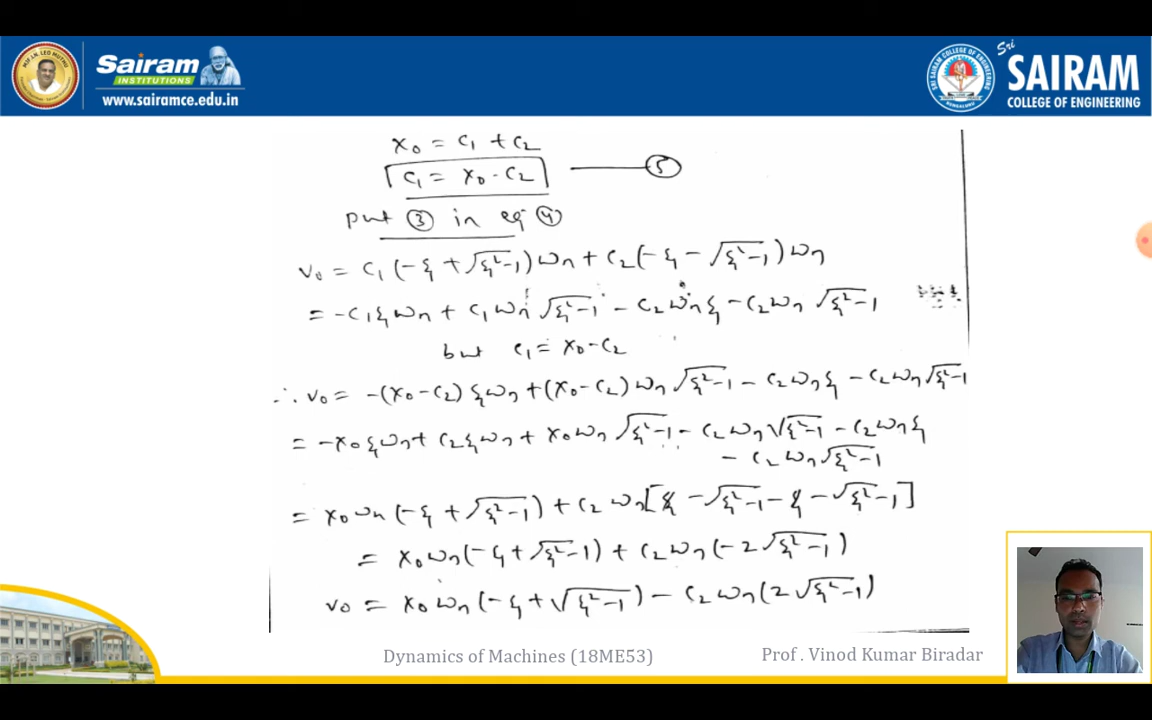 Sairam
INSTITUTIONS
www.sairamce.edu.in
Sri
SAIRAM
COLLEGE OF ENGINEERING
x₀ = c₁ + c₂
c₁ = x₀ - c₂ ⑤
put ③ in eq ④
v₀ = c₁(-ξ + √ξ²-1)ωn + c₂(-ξ - √ξ²-1)ωn
= -c₁ξωn + c₁ωn √ξ²-1 - c₂ωnξ - c₂ωn √ξ²-1
but c₁ = x₀-c₂
∴ v₀ = -(x₀-c₂)ξωn + (x₀-c₂)ωn √ξ²-1 - c₂ωnξ - c₂ωn√ξ²-1
= -x₀ξωn + c₂ξωn + x₀ωn √ξ²-1 - c₂ωn√ξ²-1 - c₂ωnξ
- c₂ωn√ξ²-1
= x₀ωn(-ξ + √ξ²-1) + c₂ωn[ξ - √ξ²-1 - ξ - √ξ²-1]
= x₀ωn(-ξ + √ξ²-1) + c₂ωn(-2√ξ²-1)
v₀ = x₀ωn(-ξ + √ξ²-1) - c₂ωn(2√ξ²-1)
Dynamics of Machines (18ME53)
Prof . Vinod Kumar Biradar